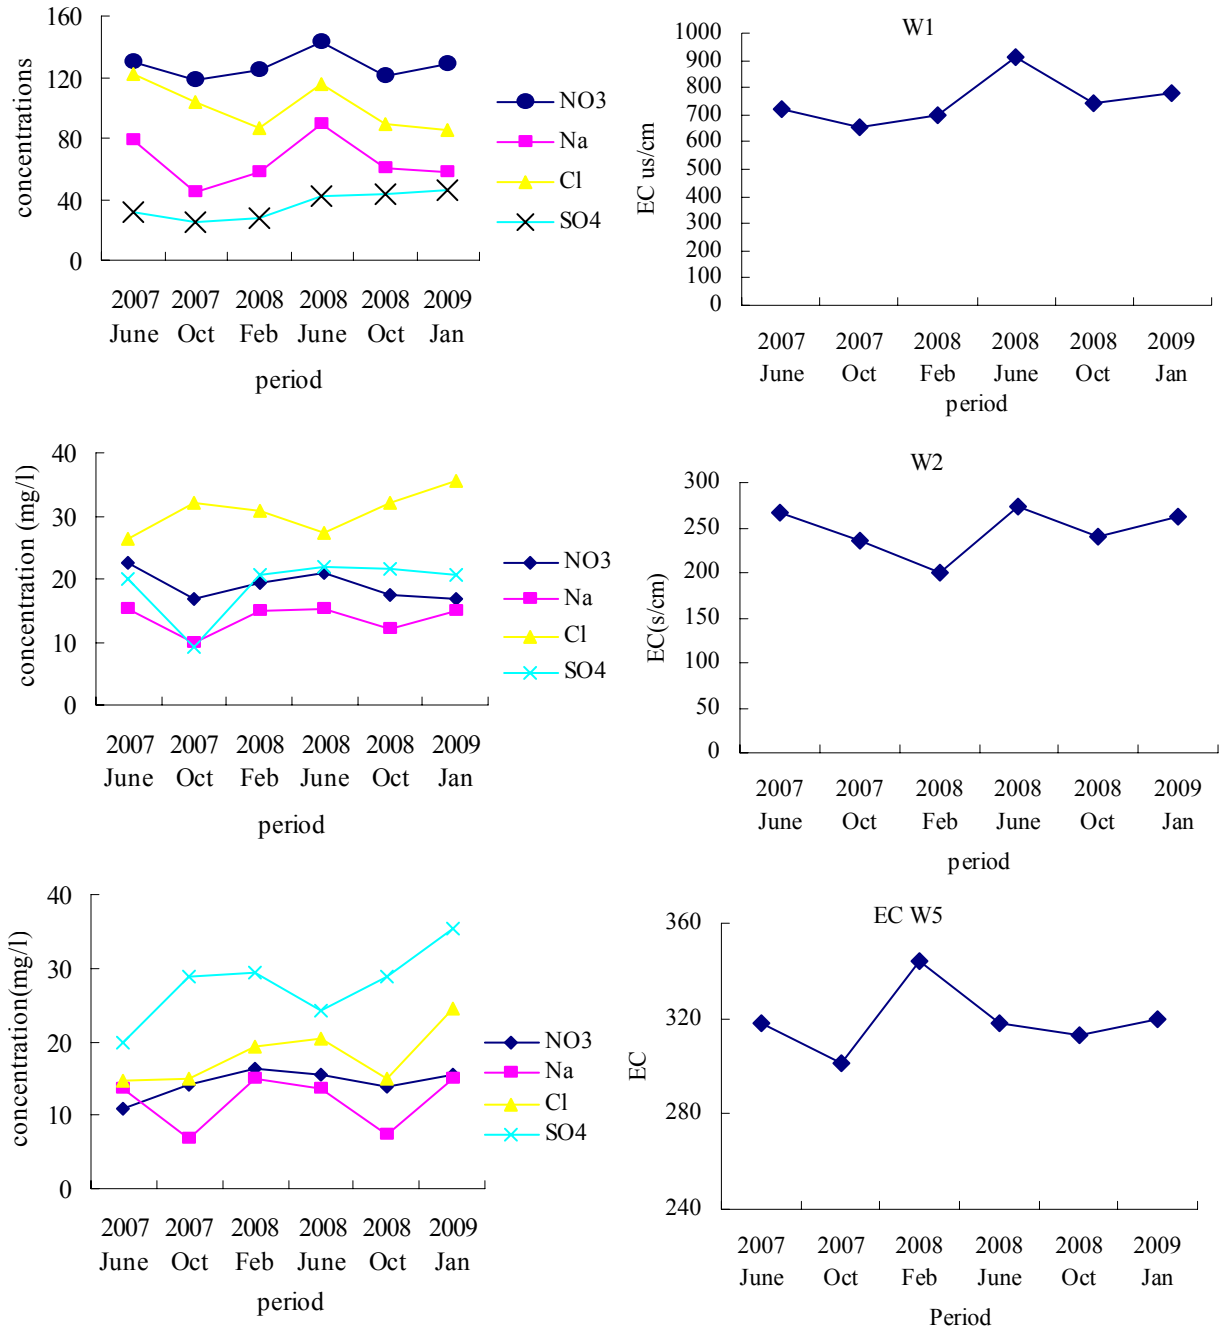 160
120
80
40
0
concentrations
NO3
Na
Cl
SO4
2007 2007 2008 2008 2008 2009
June Oct Feb June Oct Jan
period
W1
1000
900
800
700
600
500
400
300
200
100
0
EC us/cm
2007 2007 2008 2008 2008 2009
June Oct Feb June Oct Jan
period
40
30
20
10
0
concentration (mg/l)
NO3
Na
Cl
SO4
2007 2007 2008 2008 2008 2009
June Oct Feb June Oct Jan
period
W2
300
250
200
150
100
50
0
EC(s/cm)
2007 2007 2008 2008 2008 2009
June Oct Feb June Oct Jan
period
40
30
20
10
0
concentration(mg/l)
NO3
Na
Cl
SO4
2007 2007 2008 2008 2008 2009
June Oct Feb June Oct Jan
period
EC W5
360
320
280
240
EC
2007 2007 2008 2008 2008 2009
June Oct Feb June Oct Jan
Period